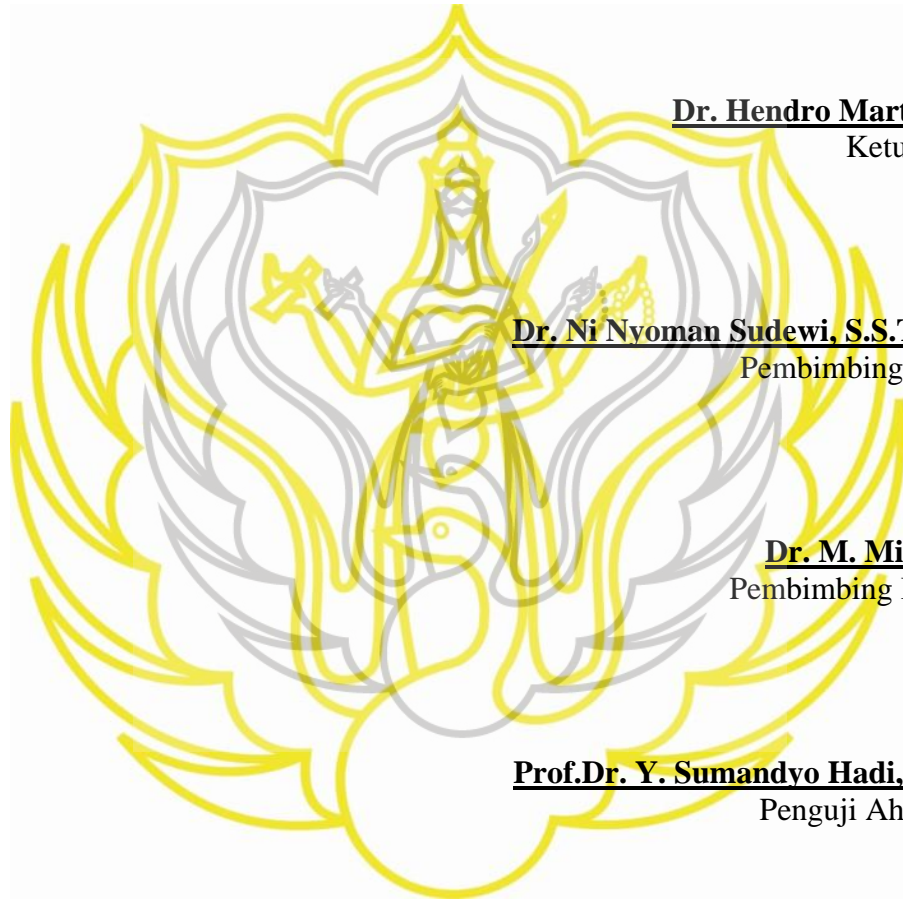 Dr. Hendro Mart
Ketu
Dr. Ni Nyoman Sudewi, S.S.T
Pembimbing
Dr. M. Mi
Pembimbing
Prof.Dr. Y. Sumandyo Hadi,
Penguji Ah